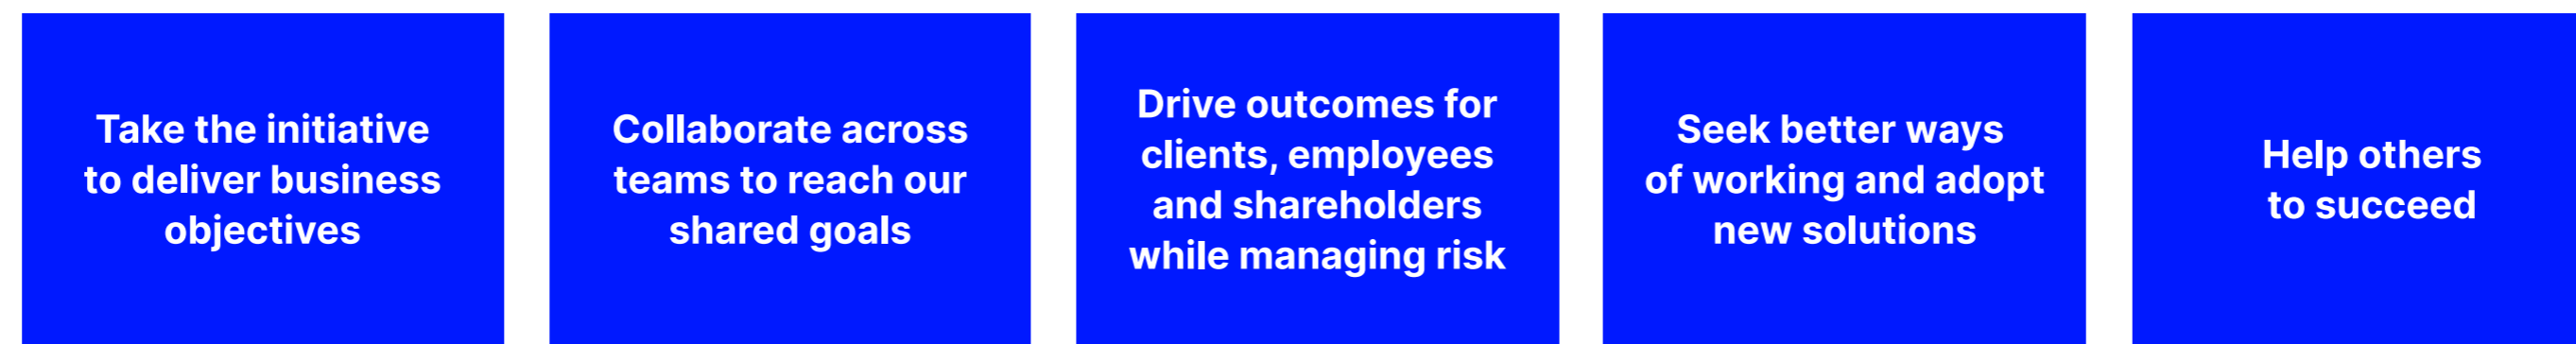 Take the initiative
to deliver business
objectives
Collaborate across
teams to reach our
shared goals
Drive outcomes for
clients, employees
and shareholders
while managing risk
Seek better ways
of working and adopt
new solutions
Help others
to succeed